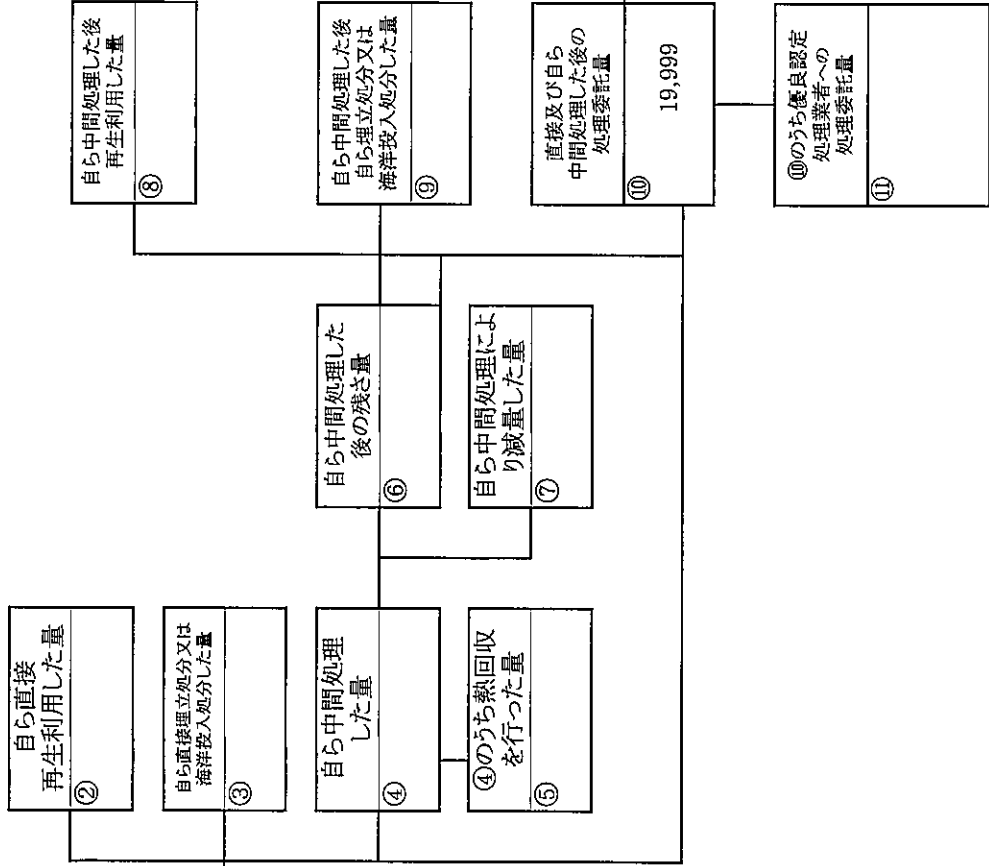 自ら直接
再生利用した量
②
自ら直接埋立処分又は
海洋投入処分した量
③
自ら中間処理
した量
④
④のうち熱回収
を行った量
⑤
自ら中間処理した
後の残さ量
⑥
自ら中間処理によ
り減量した量
⑦
自ら中間処理した後
再生利用した量
⑧
自ら中間処理した後
自ら埋立処分又は
海洋投入処分した量
⑨
直接及び自ら
中間処理した後の
処理委託量
⑩
19,999
⑩のうち優良認定
処理業者への
処理委託量
⑪